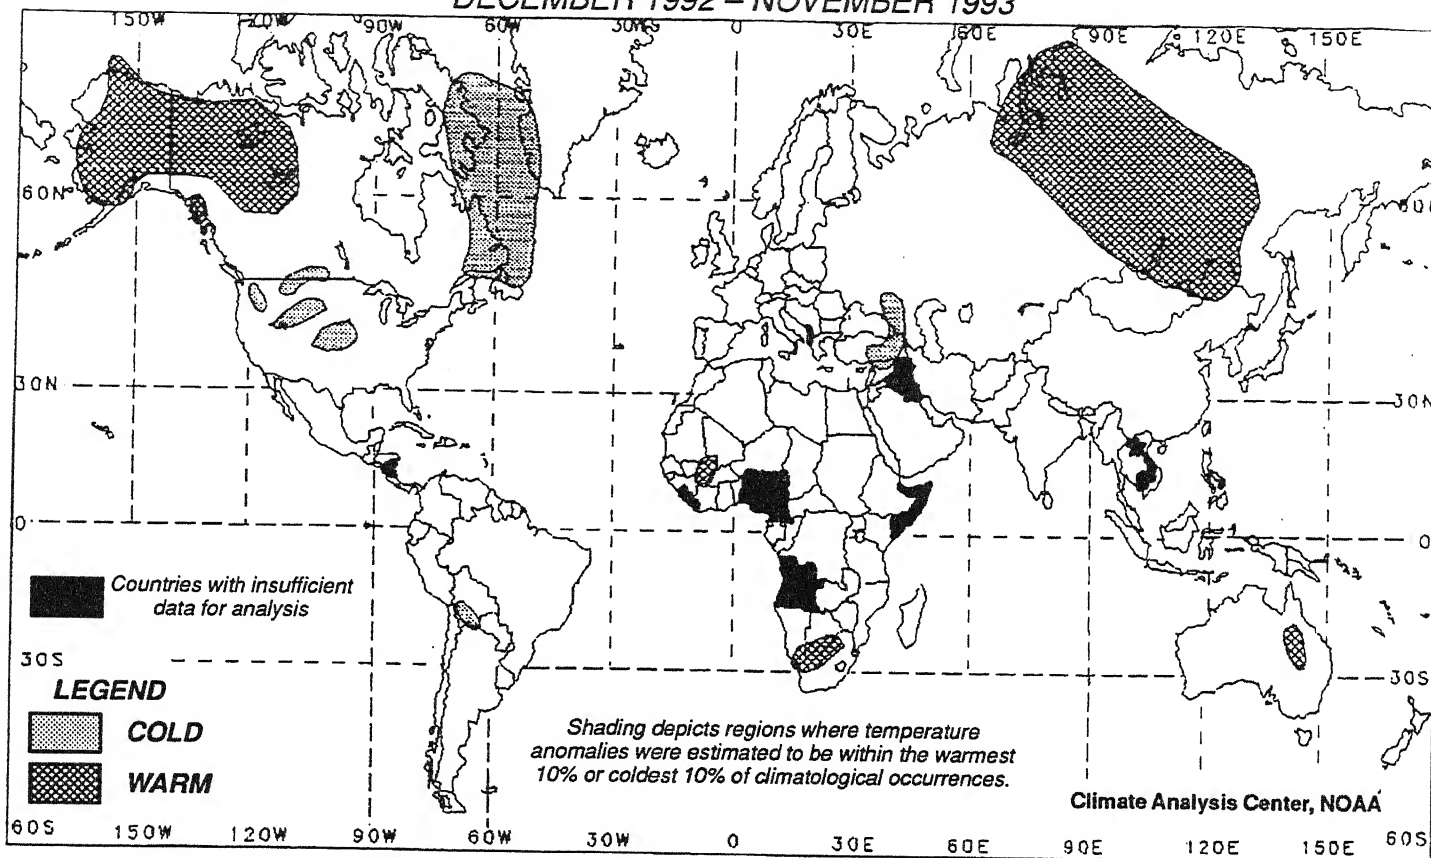 DECEMBER 1992 – NOVEMBER 1993
150W 120W 90W 60W 30W 0 30E 60E 90E 120E 150E
60N 60N
30N 30N
0 0
Countries with insufficient
data for analysis
30S 30S
LEGEND
COLD
WARM
Shading depicts regions where temperature
anomalies were estimated to be within the warmest
10% or coldest 10% of climatological occurrences.
Climate Analysis Center, NOAA
60S 150W 120W 90W 60W 30W 0 30E 60E 90E 120E 150E 60S